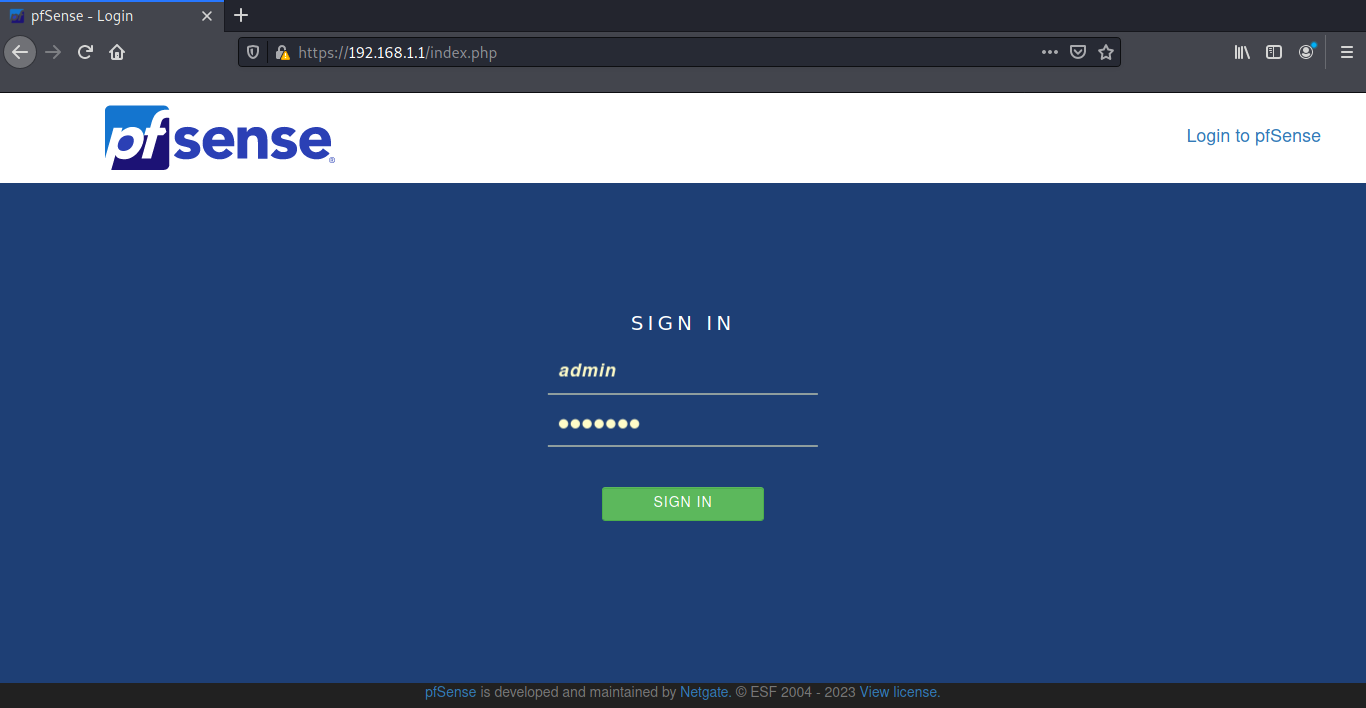 pfSense - Login
https://192.168.1.1/index.php
pfsense®
Login to pfSense
SIGN IN
admin
●●●●●●●
SIGN IN
pfSense is developed and maintained by Netgate. © ESF 2004 - 2023 View license.